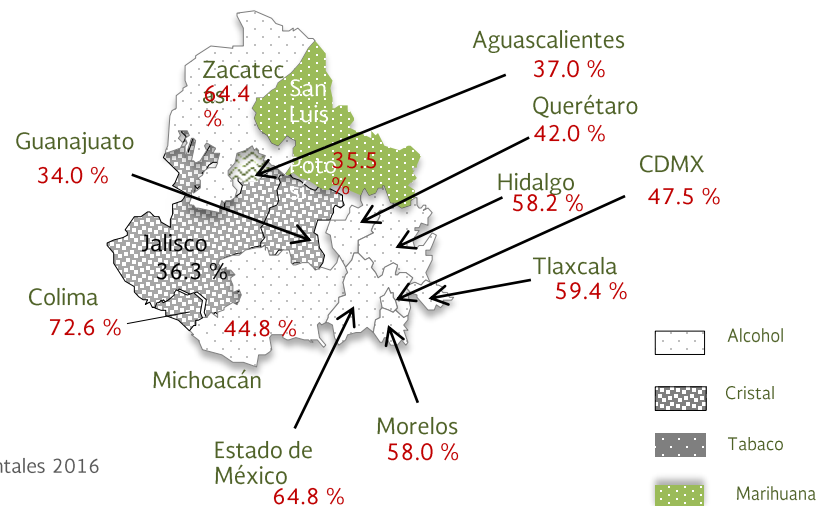 Aguascalientes
37.0 %
Zacatec
as
64.4
%
San
Luis
Poto
35.5
%
Querétaro
42.0 %
Guanajuato
34.0 %
CDMX
47.5 %
Hidalgo
58.2 %
Jalisco
36.3 %
Tlaxcala
59.4 %
Colima
72.6 %
44.8 %
Michoacán
Alcohol
Cristal
Tabaco
Marihuana
Morelos
58.0 %
Estado de
México
64.8 %
ntales 2016